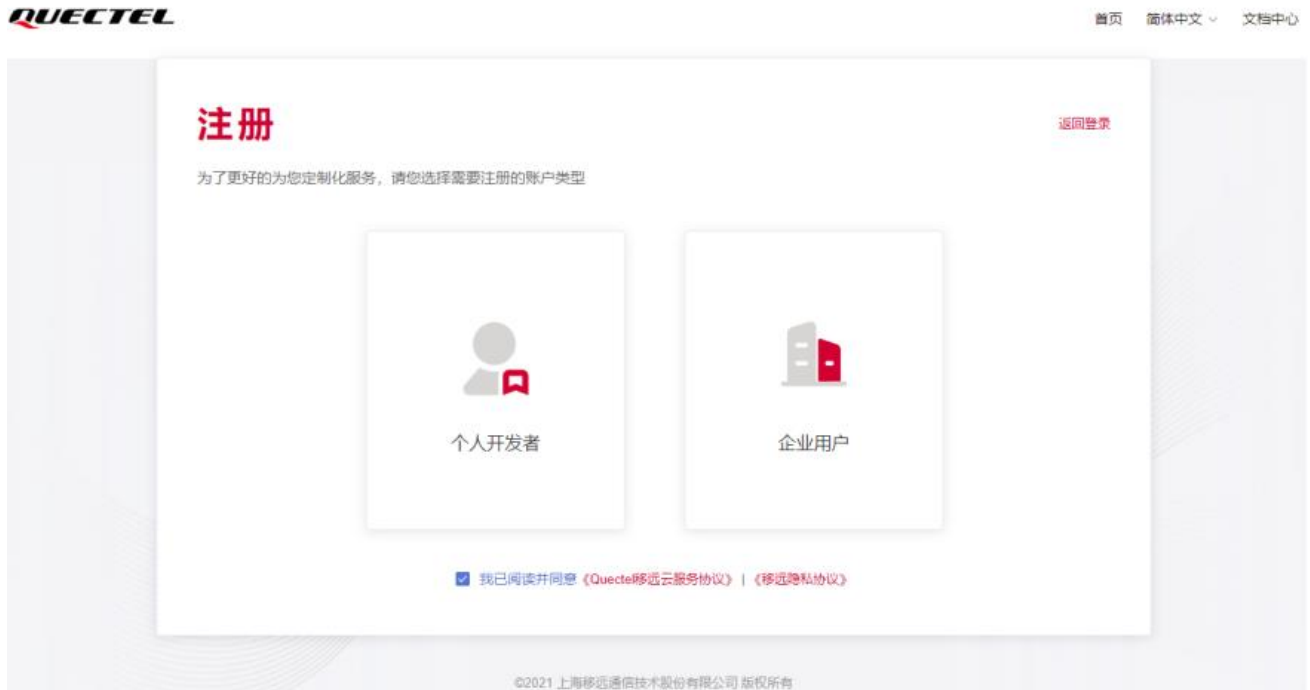 QUECTEL
首页 简体中文 文档中心
注册
返回登录
为了更好的为您定制化服务，请您选择需要注册的账户类型
个人开发者 企业用户
我已阅读并同意《Quectel移远云服务协议》 | 《移远隐私协议》
©2021 上海移远通信技术股份有限公司 版权所有